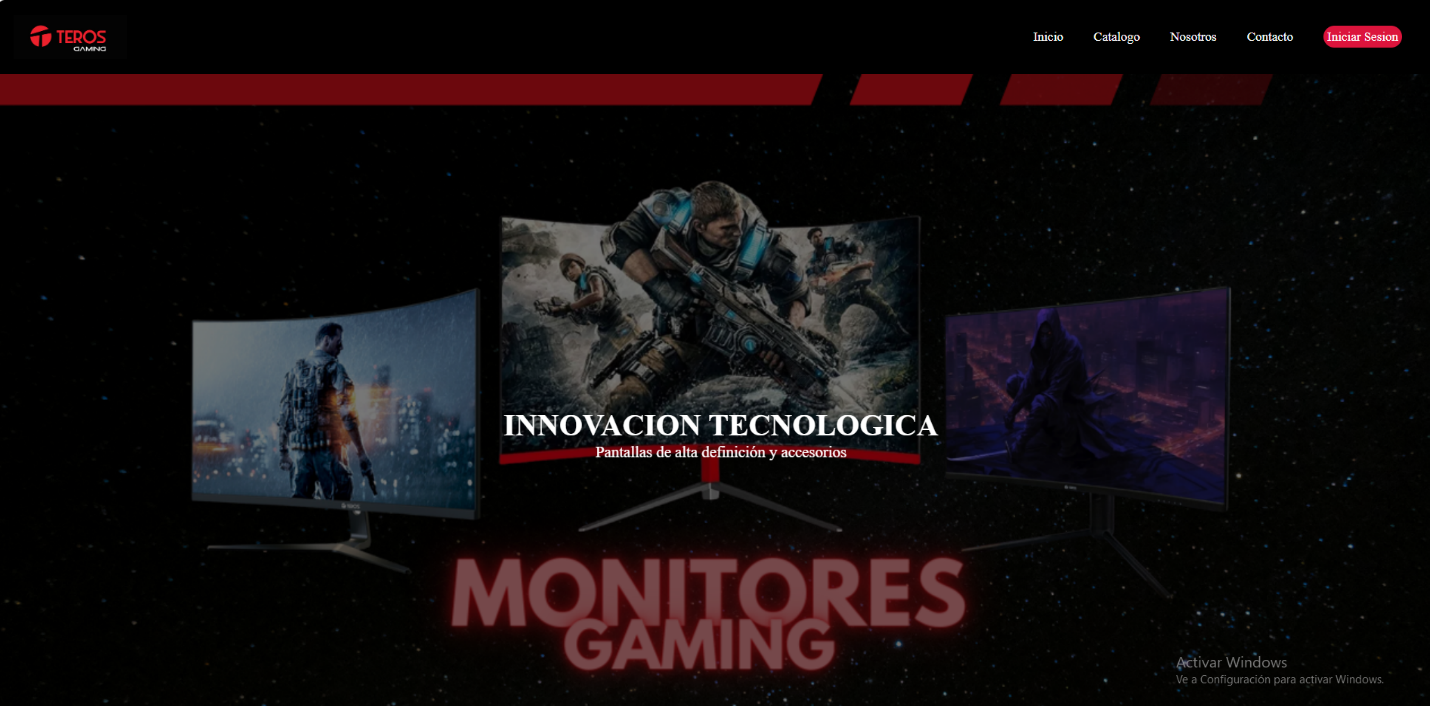 TEROS
GAMING
Inicio Catalogo Nosotros Contacto Iniciar Sesion
INNOVACION TECNOLOGICA
Pantallas de alta definición y accesorios
MONITORES
GAMING
Activar Windows
Ve a Configuración para activar Windows.